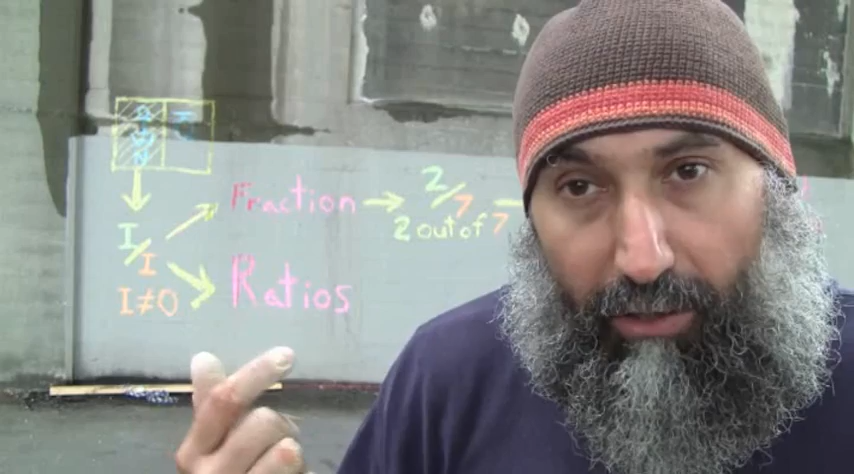 Fraction → 2/7 –
2 out of 7
I/I
I≠0
Ratios